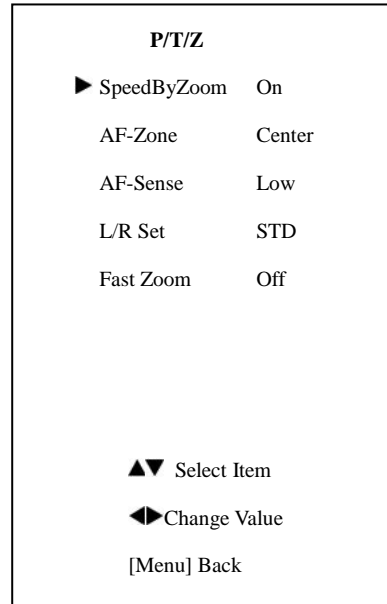 P/T/Z
▶ SpeedByZoom On
AF-Zone Center
AF-Sense Low
L/R Set STD
Fast Zoom Off
▲▼ Select Item
◀▶Change Value
[Menu] Back